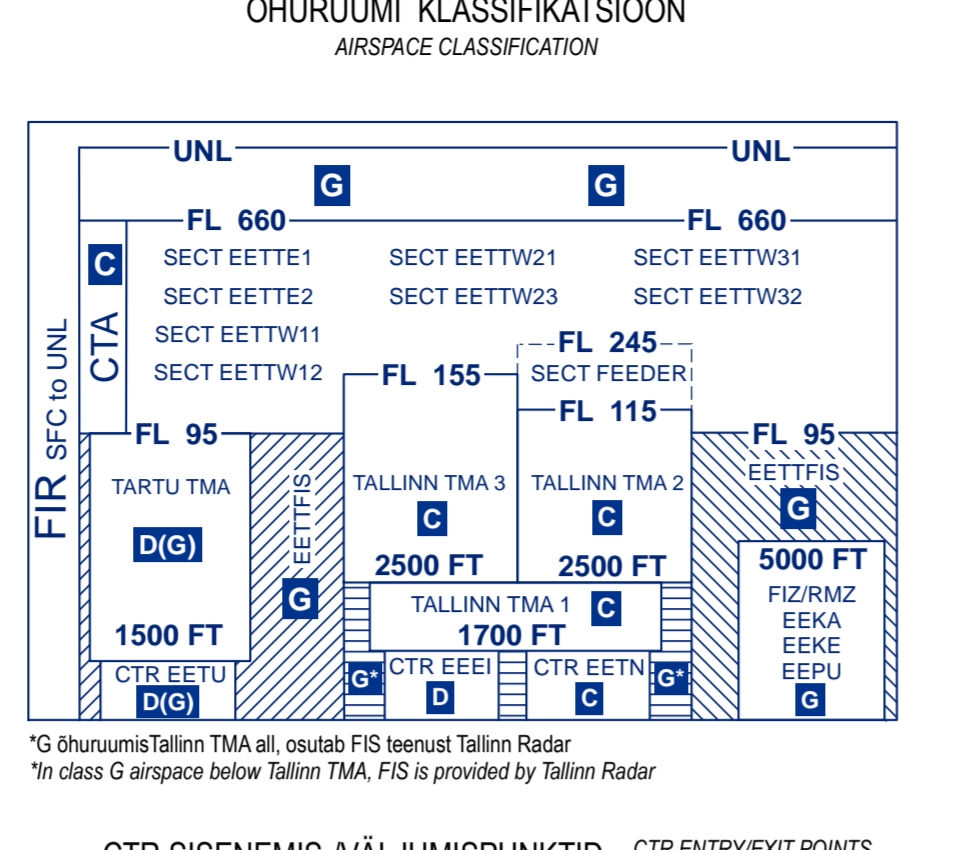 ÕHURUUMI KLASSIFIKATSIOON
AIRSPACE CLASSIFICATION
UNL UNL
G G
FL 660 FL 660
C
CTA
FIR SFC to UNL
SECT EETTE1 SECT EETTW21 SECT EETTW31
SECT EETTE2 SECT EETTW23 SECT EETTW32
SECT EETTW11
SECT EETTW12
FL 245
SECT FEEDER
FL 155
FL 115
FL 95 FL 95
TARTU TMA
D(G)
1500 FT
CTR EETU
D(G)
EETTFIS
G
TALLINN TMA 3
C
2500 FT
TALLINN TMA 2
C
2500 FT
TALLINN TMA 1 C
1700 FT
G*
CTR EEEI
D
CTR EETN
C
G*
EETTFIS
G
5000 FT
FIZ/RMZ
EEKA
EEKE
EEPU
G
*G õhuruumisTallinn TMA all, osutab FIS teenust Tallinn Radar
*In class G airspace below Tallinn TMA, FIS is provided by Tallinn Radar
CTR SISENEMIS-/VÄLJUMISPUNKTID CTR ENTRY/EXIT POINTS